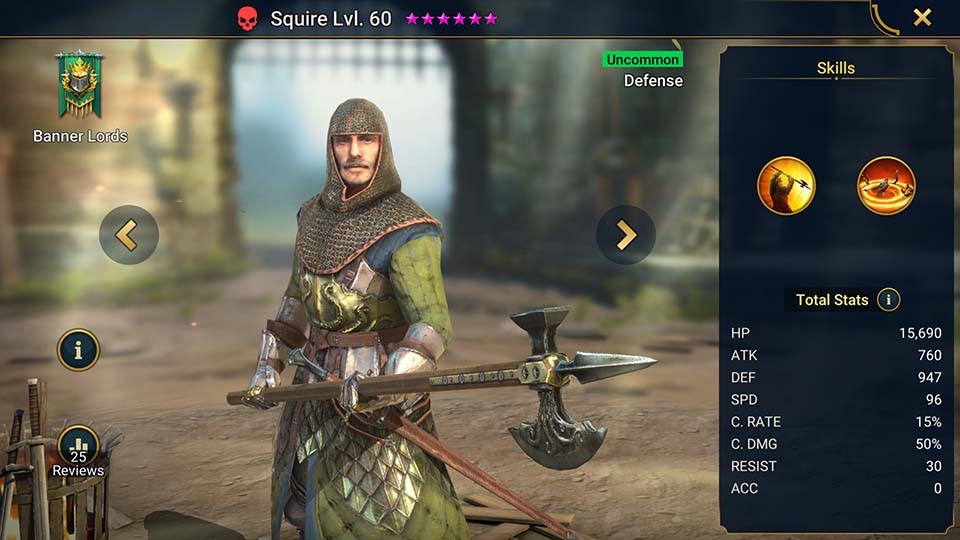 Squire Lvl. 60
Banner Lords
Uncommon
Defense
25
Reviews
Skills
Total Stats
HP 15,690
ATK 760
DEF 947
SPD 96
C. RATE 15%
C. DMG 50%
RESIST 30
ACC 0